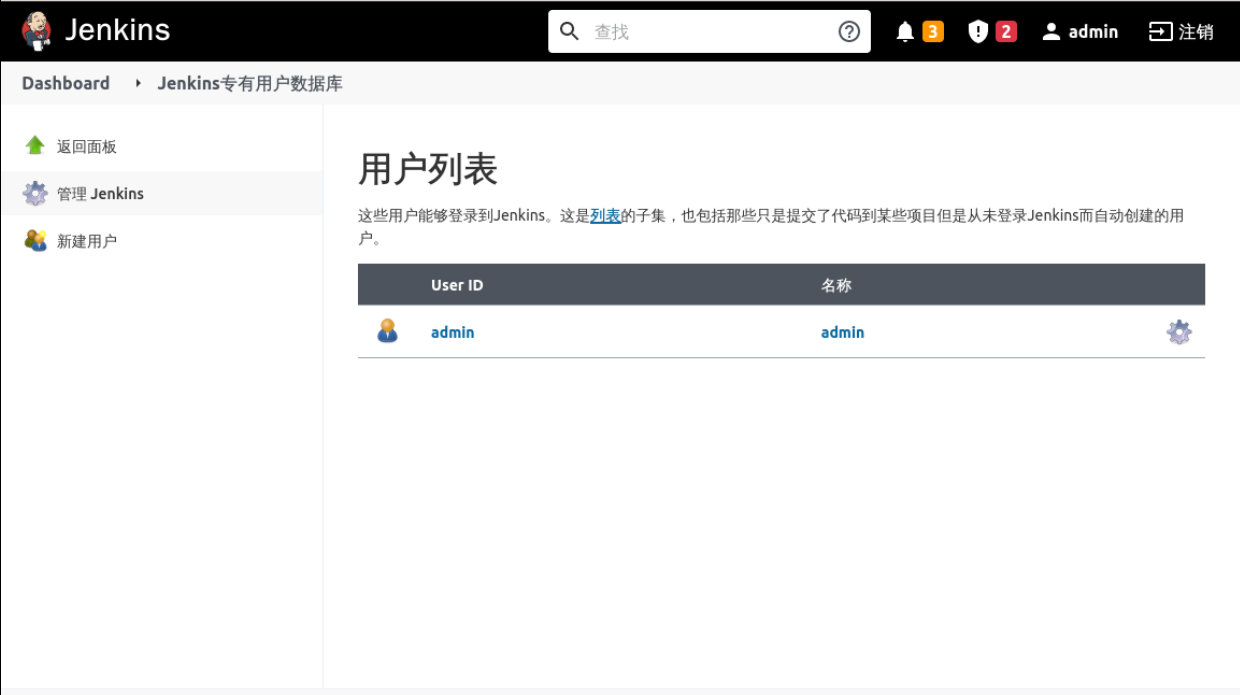 Jenkins
查找
3
2
admin
注销
Dashboard
Jenkins专有用户数据库
返回面板
管理 Jenkins
新建用户
用户列表
这些用户能够登录到Jenkins。这是列表的子集，也包括那些只是提交了代码到某些项目但是从未登录Jenkins而自动创建的用
户。
User ID 名称
admin admin